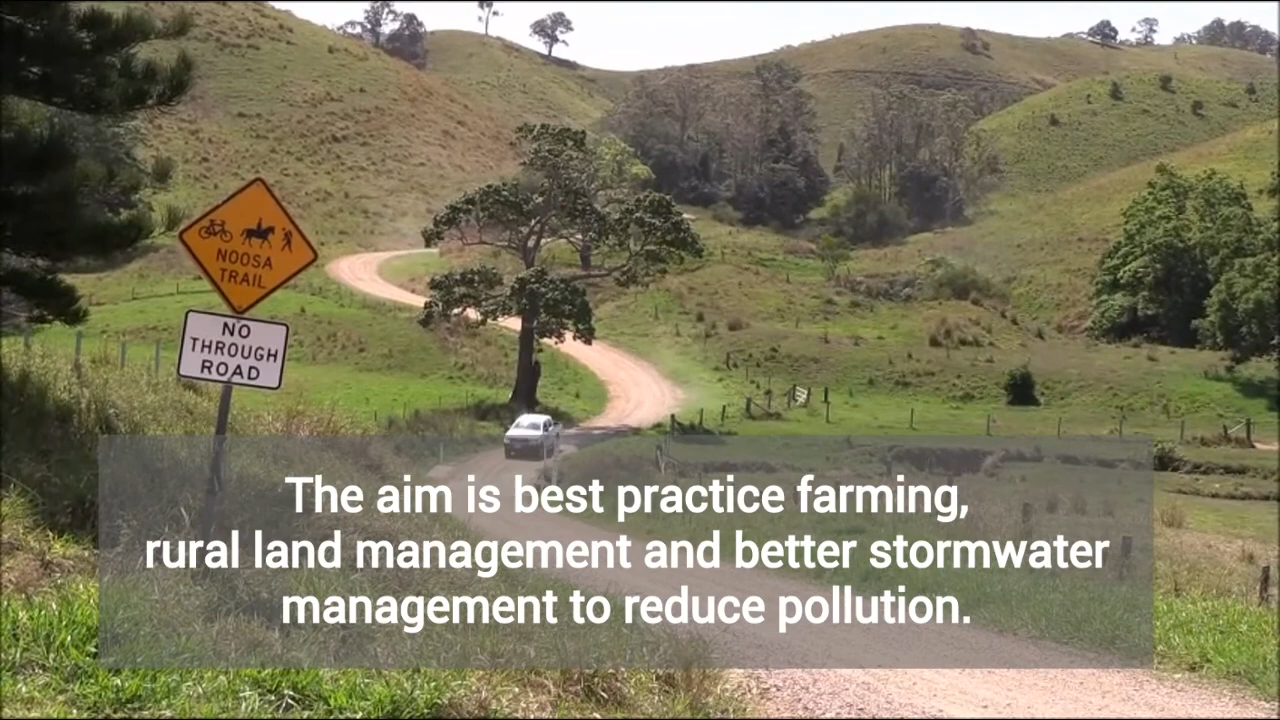 NOOSA
TRAIL
NO
THROUGH
ROAD
The aim is best practice farming,
rural land management and better stormwater
management to reduce pollution.